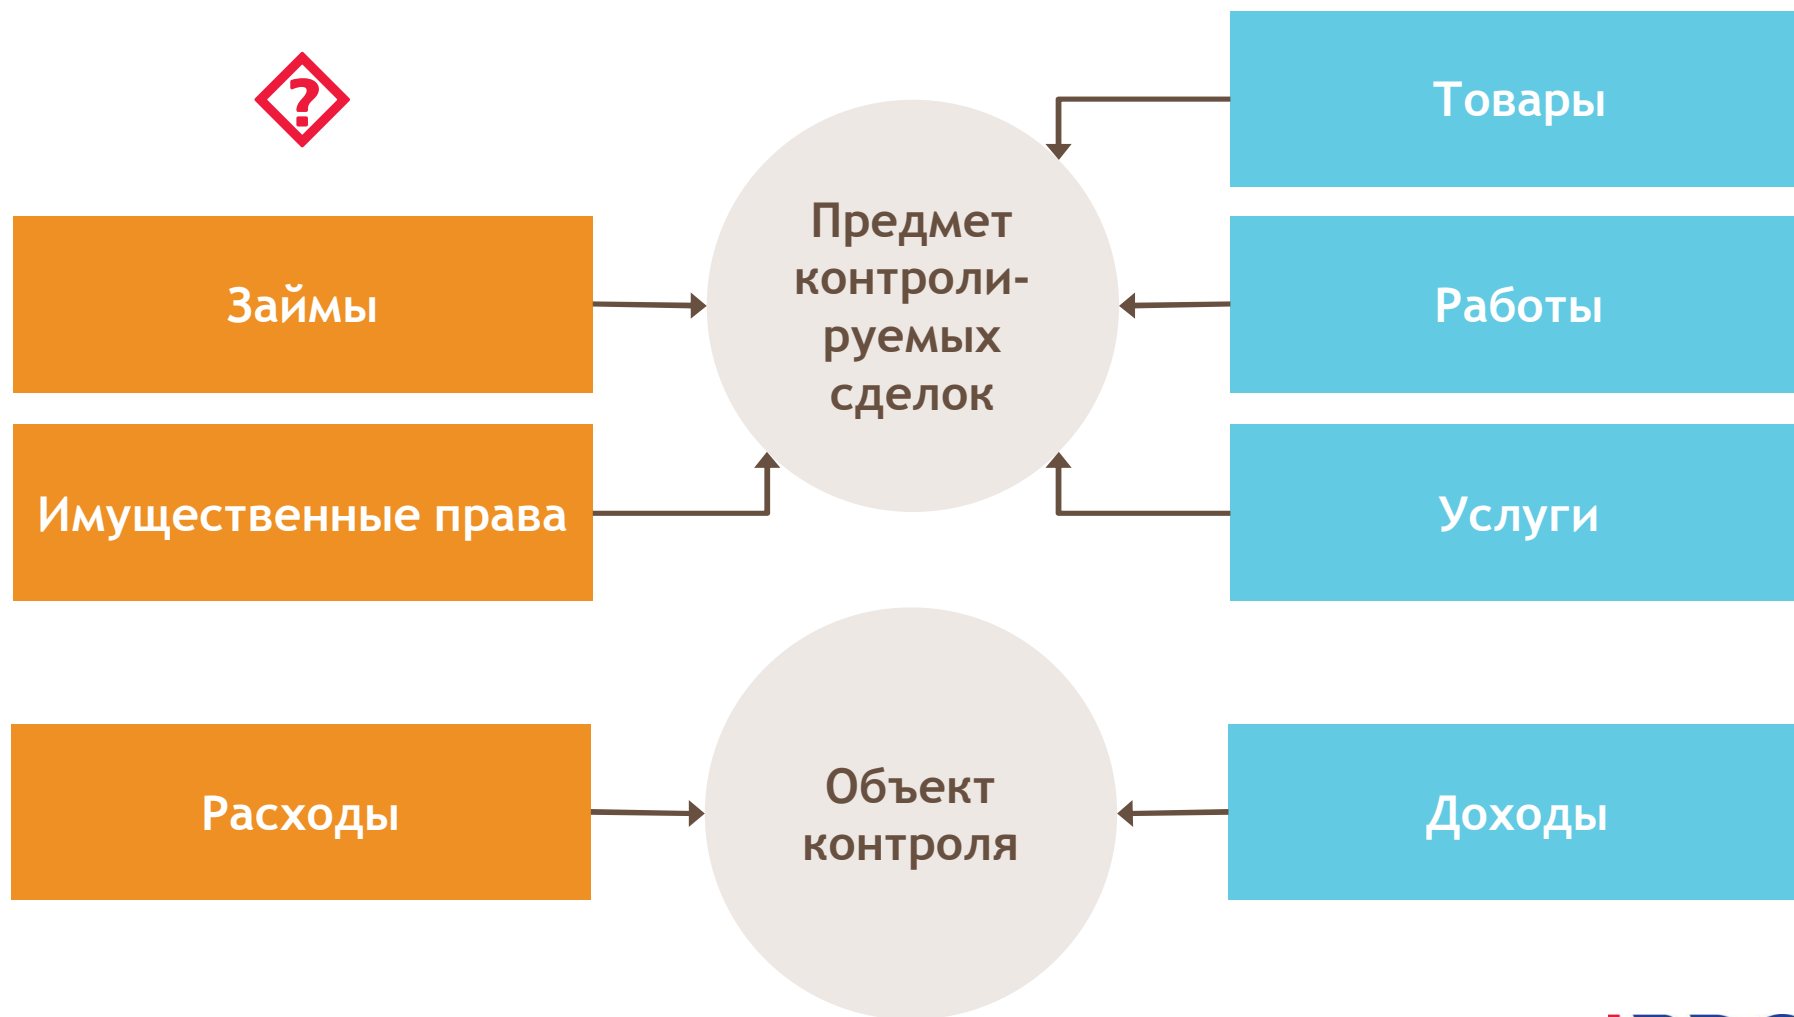 ?
Товары
Предмет
контроли-
руемых
сделок
Займы
Работы
Имущественные права
Услуги
Расходы
Объект
контроля
Доходы